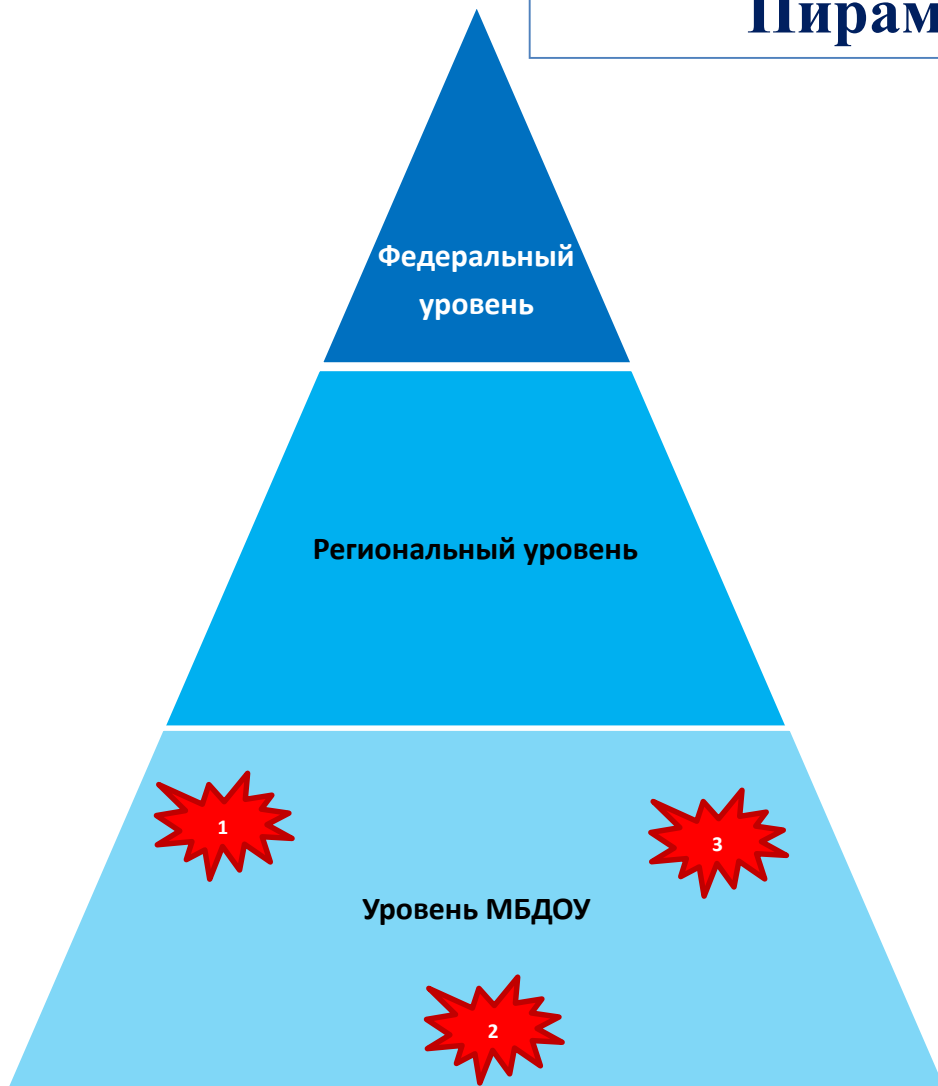 Пирам
Федеральный
уровень
Региональный уровень
1
3
Уровень МБДОУ
2